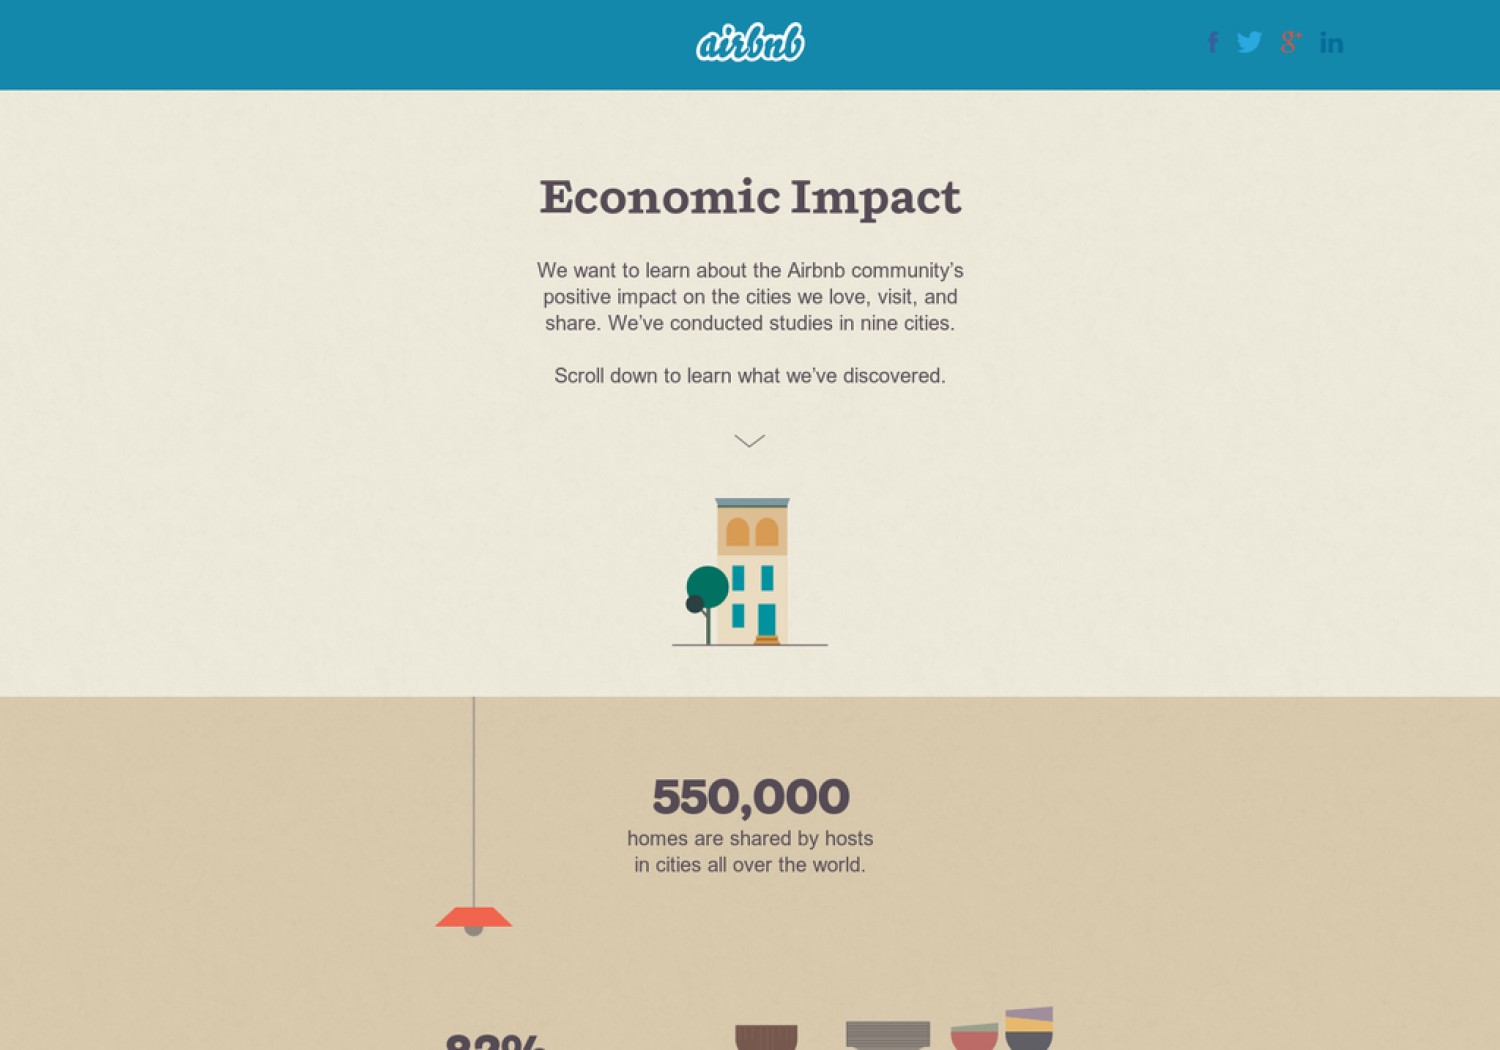 airbnb
Economic Impact
We want to learn about the Airbnb community’s
positive impact on the cities we love, visit, and
share. We’ve conducted studies in nine cities.
Scroll down to learn what we’ve discovered.
550,000
homes are shared by hosts
in cities all over the world.